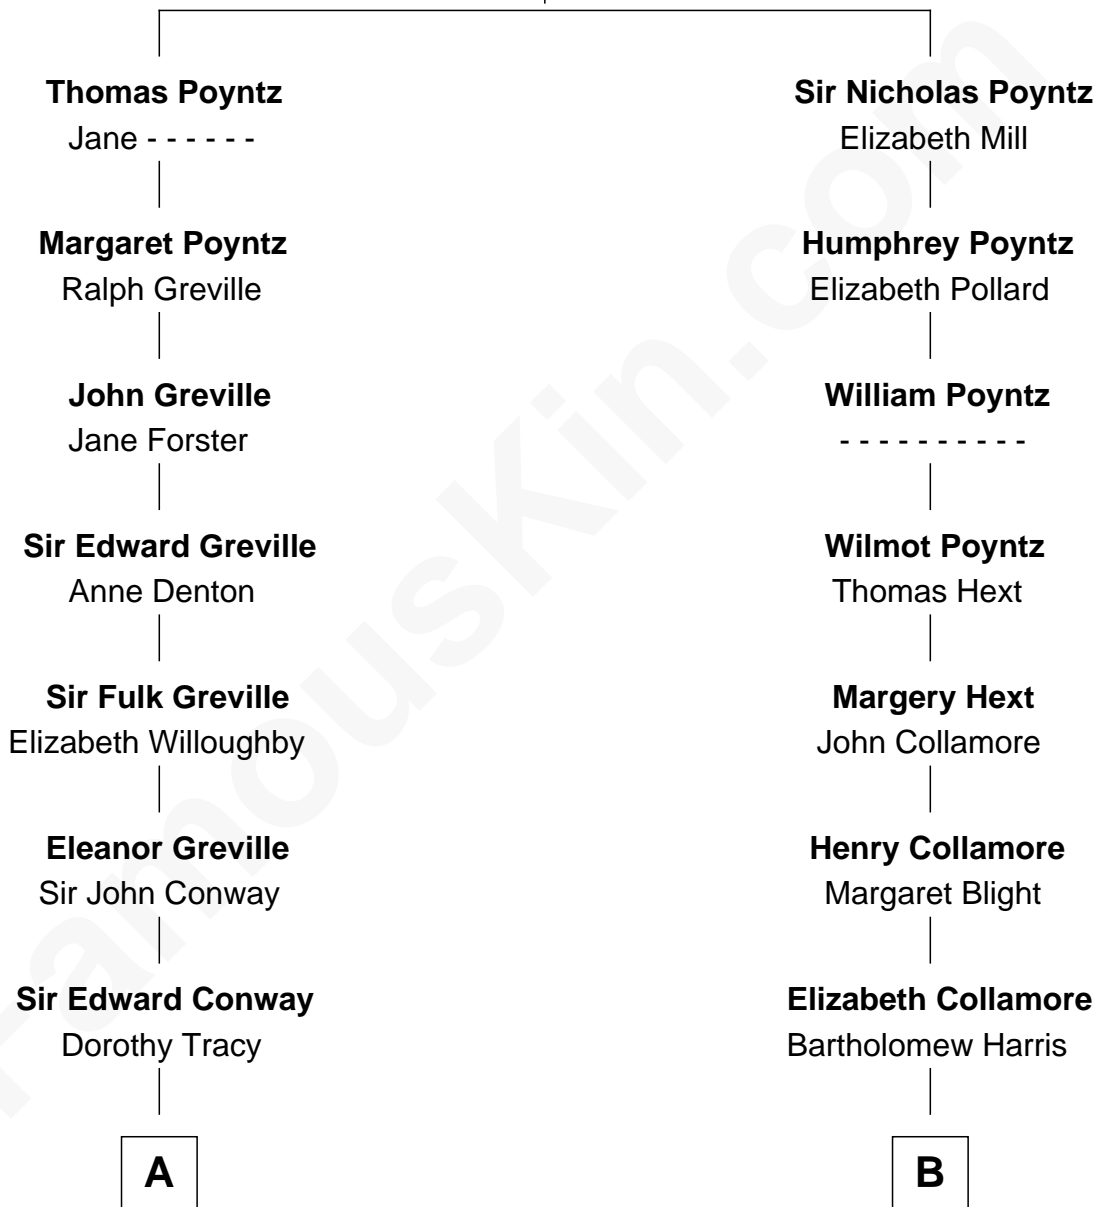 Thomas Poyntz
Jane - - - - - -
Sir Nicholas Poyntz
Elizabeth Mill
Margaret Poyntz
Ralph Greville
Humphrey Poyntz
Elizabeth Pollard
John Greville
Jane Forster
William Poyntz
- - - - - - - - - -
Sir Edward Greville
Anne Denton
Wilmot Poyntz
Thomas Hext
Sir Fulk Greville
Elizabeth Willoughby
Margery Hext
John Collamore
Eleanor Greville
Sir John Conway
Henry Collamore
Margaret Blight
Sir Edward Conway
Dorothy Tracy
Elizabeth Collamore
Bartholomew Harris
A
B
FamousKin.com